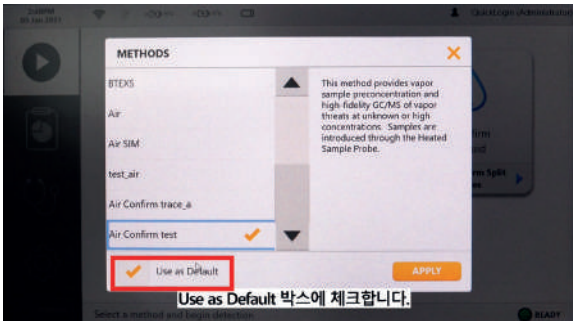 METHODS
BTEXS
Air
Air SIM
test_air
Air Confirm trace_a
Air Confirm test
This method provides vapor
sample preconcentration and
high-fidelity GC/MS of vapor
threats at unknown or high
concentrations. Samples are
introduced through the Heated
Sample Probe.
Use as Default
APPLY
Use as Default 박스에 체크합니다.
Select a method and begin detection
READY